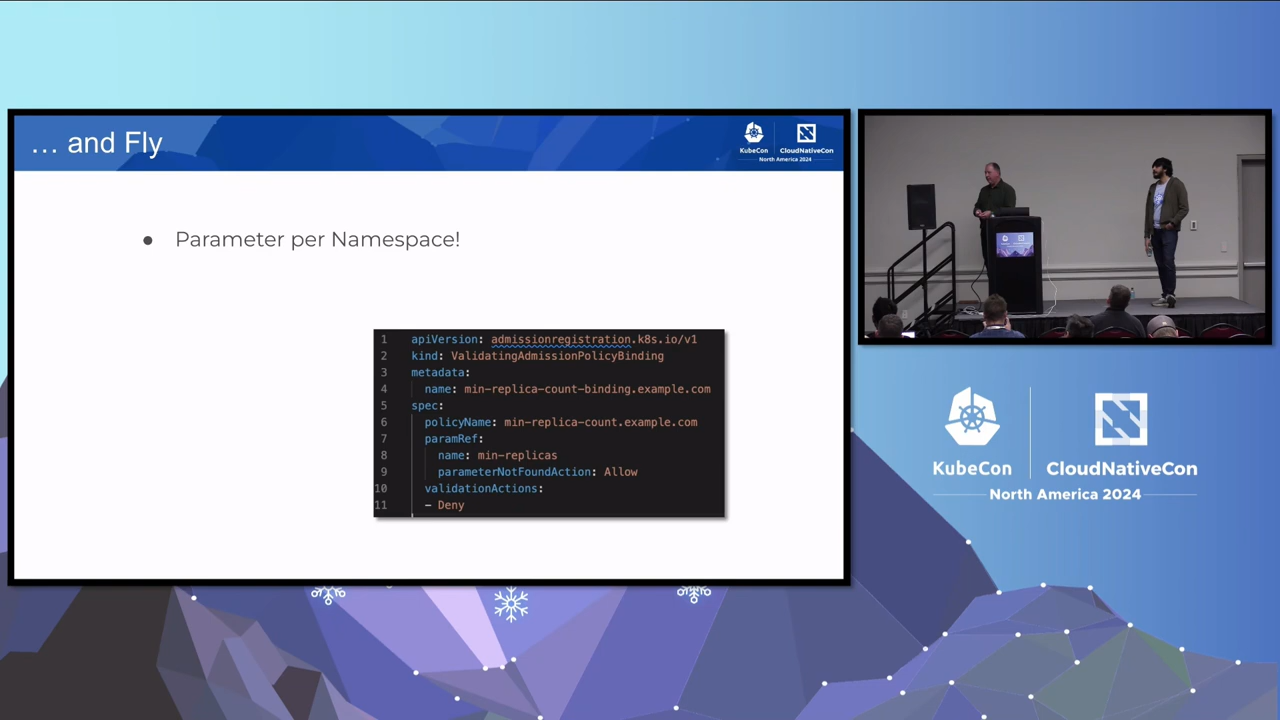 … and Fly
KubeCon
CloudNativeCon
North America 2024
● Parameter per Namespace!
1 apiVersion: admissionregistration.k8s.io/v1
2 kind: ValidatingAdmissionPolicyBinding
3 metadata:
4 name: min-replica-count-binding.example.com
5 spec:
6 policyName: min-replica-count.example.com
7 paramRef:
8 name: min-replicas
9 parameterNotFoundAction: Allow
10 validationActions:
11 - Deny
KubeCon
CloudNativeCon
North America 2024